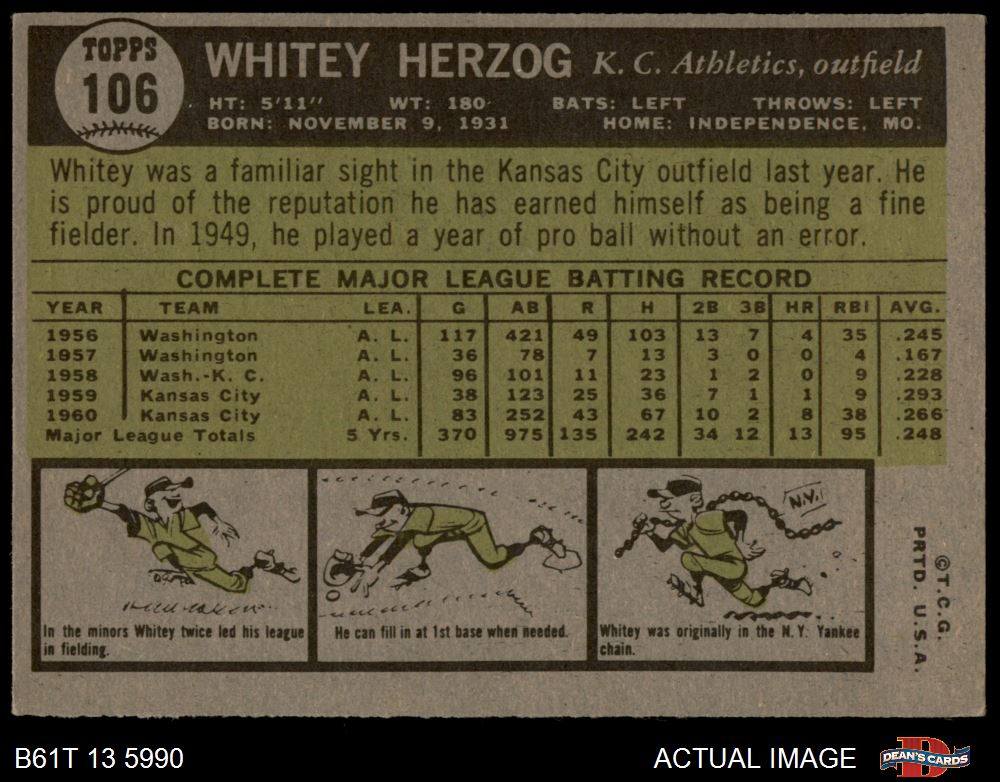 TOPPS
106
WHITEY HERZOG K. C. Athletics, outfield
HT: 5'11" WT: 180 BATS: LEFT THROWS: LEFT
BORN: NOVEMBER 9, 1931 HOME: INDEPENDENCE, MO.
Whitey was a familiar sight in the Kansas City outfield last year. He
is proud of the reputation he has earned himself as being a fine
fielder. In 1949, he played a year of pro ball without an error.
COMPLETE MAJOR LEAGUE BATTING RECORD
YEAR TEAM LEA. G AB R H 2B 3B HR RBI AVG.
1956 Washington A. L. 117 421 49 103 13 7 4 35 .245
1957 Washington A. L. 36 78 7 13 3 0 0 4 .167
1958 Wash.-K. C. A. L. 96 101 11 23 1 2 0 9 .228
1959 Kansas City A. L. 38 123 25 36 7 1 1 9 .293
1960 Kansas City A. L. 83 252 43 67 10 2 8 38 .266
Major League Totals 5 Yrs. 370 975 135 242 34 12 13 95 .248
In the minors Whitey twice led his league
in fielding.
He can fill in at 1st base when needed.
N.Y.
Whitey was originally in the N.Y. Yankee
chain.
©T.C.G.
PRTD. U.S.A.
B61T 13 5990
ACTUAL IMAGE
DEAN'S CARDS